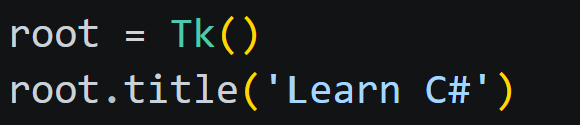 root = Tk()
root.title('Learn C#')